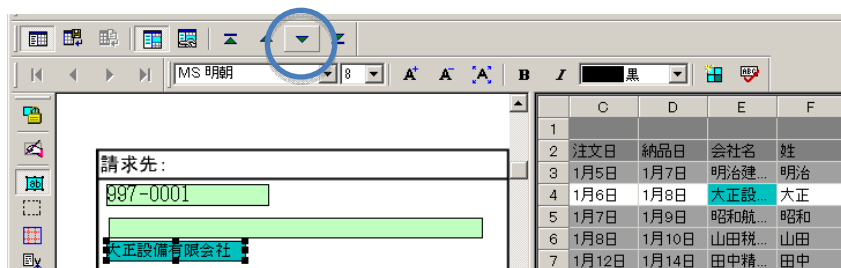 MS 明朝 8 A+ A- [A] B I 黒 ABC
C D E F
1
2 注文日 納品日 会社名 姓
3 1月5日 1月7日 明治建... 明治
4 1月6日 1月8日 大正設... 大正
5 1月7日 1月9日 昭和航... 昭和
6 1月8日 1月10日 山田税... 山田
7 1月12日 1月14日 田中精... 田中
ab
請求先:
997-0001
大正設備有限会社